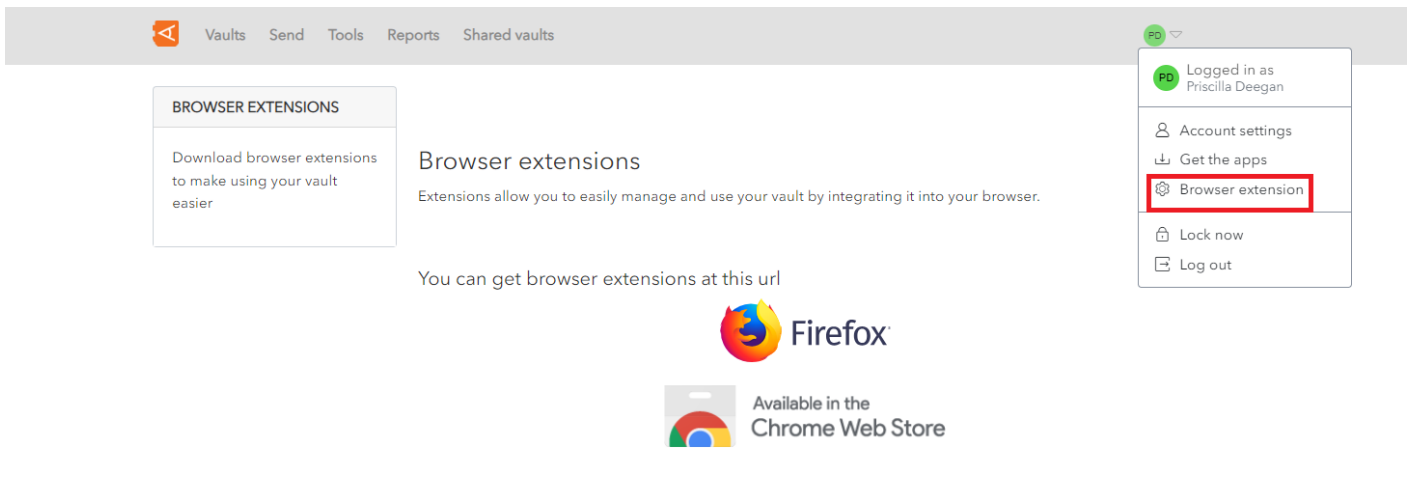 Vaults Send Tools Reports Shared vaults
PD
PD
Logged in as
Priscilla Deegan
Account settings
Get the apps
Browser extension
Lock now
Log out
BROWSER EXTENSIONS
Download browser extensions
to make using your vault
easier
Browser extensions
Extensions allow you to easily manage and use your vault by integrating it into your browser.
You can get browser extensions at this url
Firefox
Available in the
Chrome Web Store